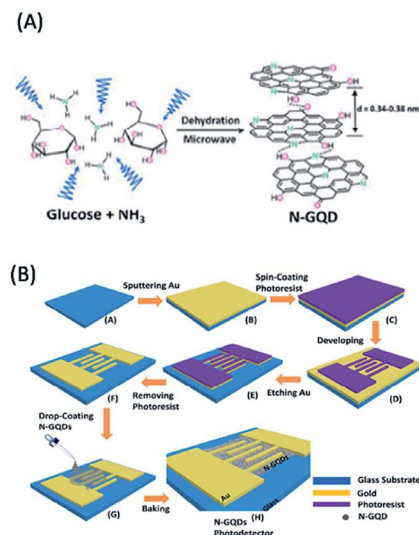 (A)
Dehydration
Microwave
Glucose + NH₃
N-GQD
d = 0.34-0.38 nm
(B)
Sputtering Au
Spin-Coating
Photoresist
(A)
(B)
(C)
Developing
(F)
Removing
Photoresist
(E)
Etching Au
(D)
Drop-Coating
N-GQDs
(G)
Baking
N-GQDs
Au
Glass
(H)
N-GQDs
Photodetector
Glass Substrate
Gold
Photoresist
N-GQD